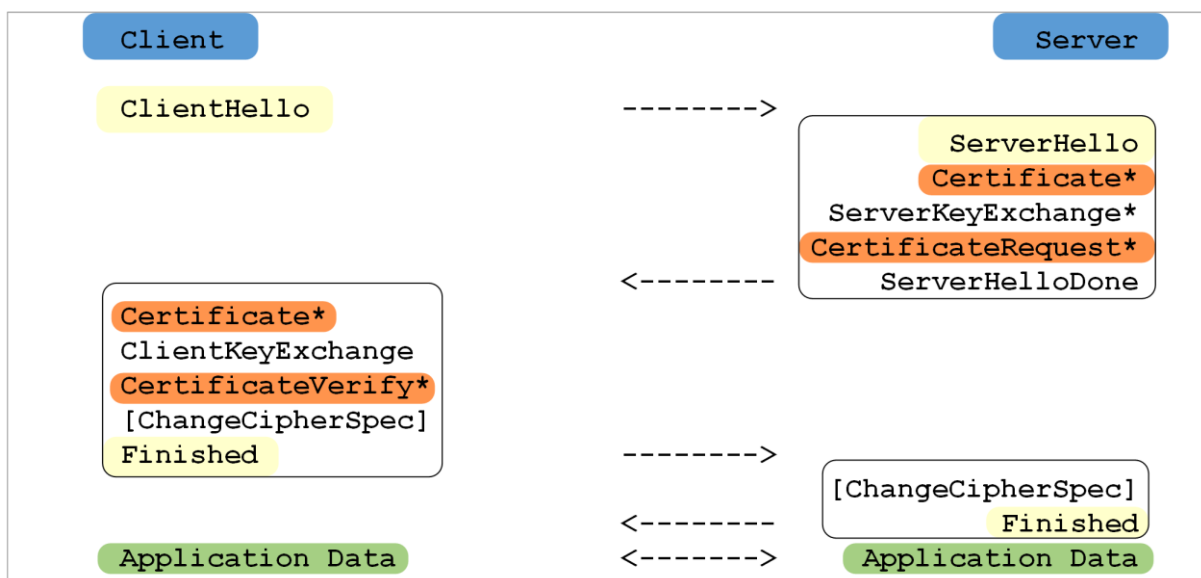 Client Server
ClientHello -------->
ServerHello
Certificate*
ServerKeyExchange*
CertificateRequest*
<-------- ServerHelloDone
Certificate*
ClientKeyExchange
CertificateVerify*
[ChangeCipherSpec]
Finished -------->
[ChangeCipherSpec]
<-------- Finished
Application Data <-------> Application Data